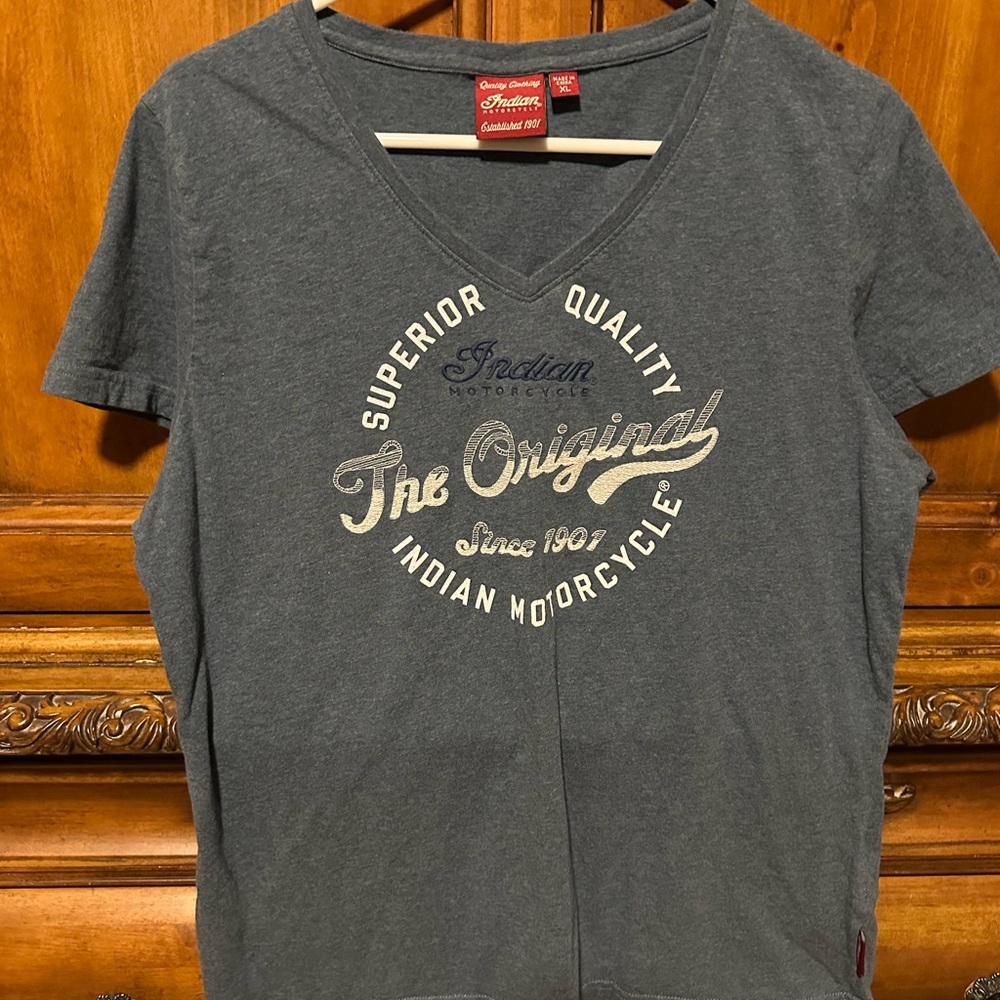 Quality Clothing
Indian
MOTORCYCLE
Established 1901
MADE IN
CHINA
XL
SUPERIOR QUALITY
Indian
MOTORCYCLE
The Original
Since 1901
INDIAN MOTORCYCLE®